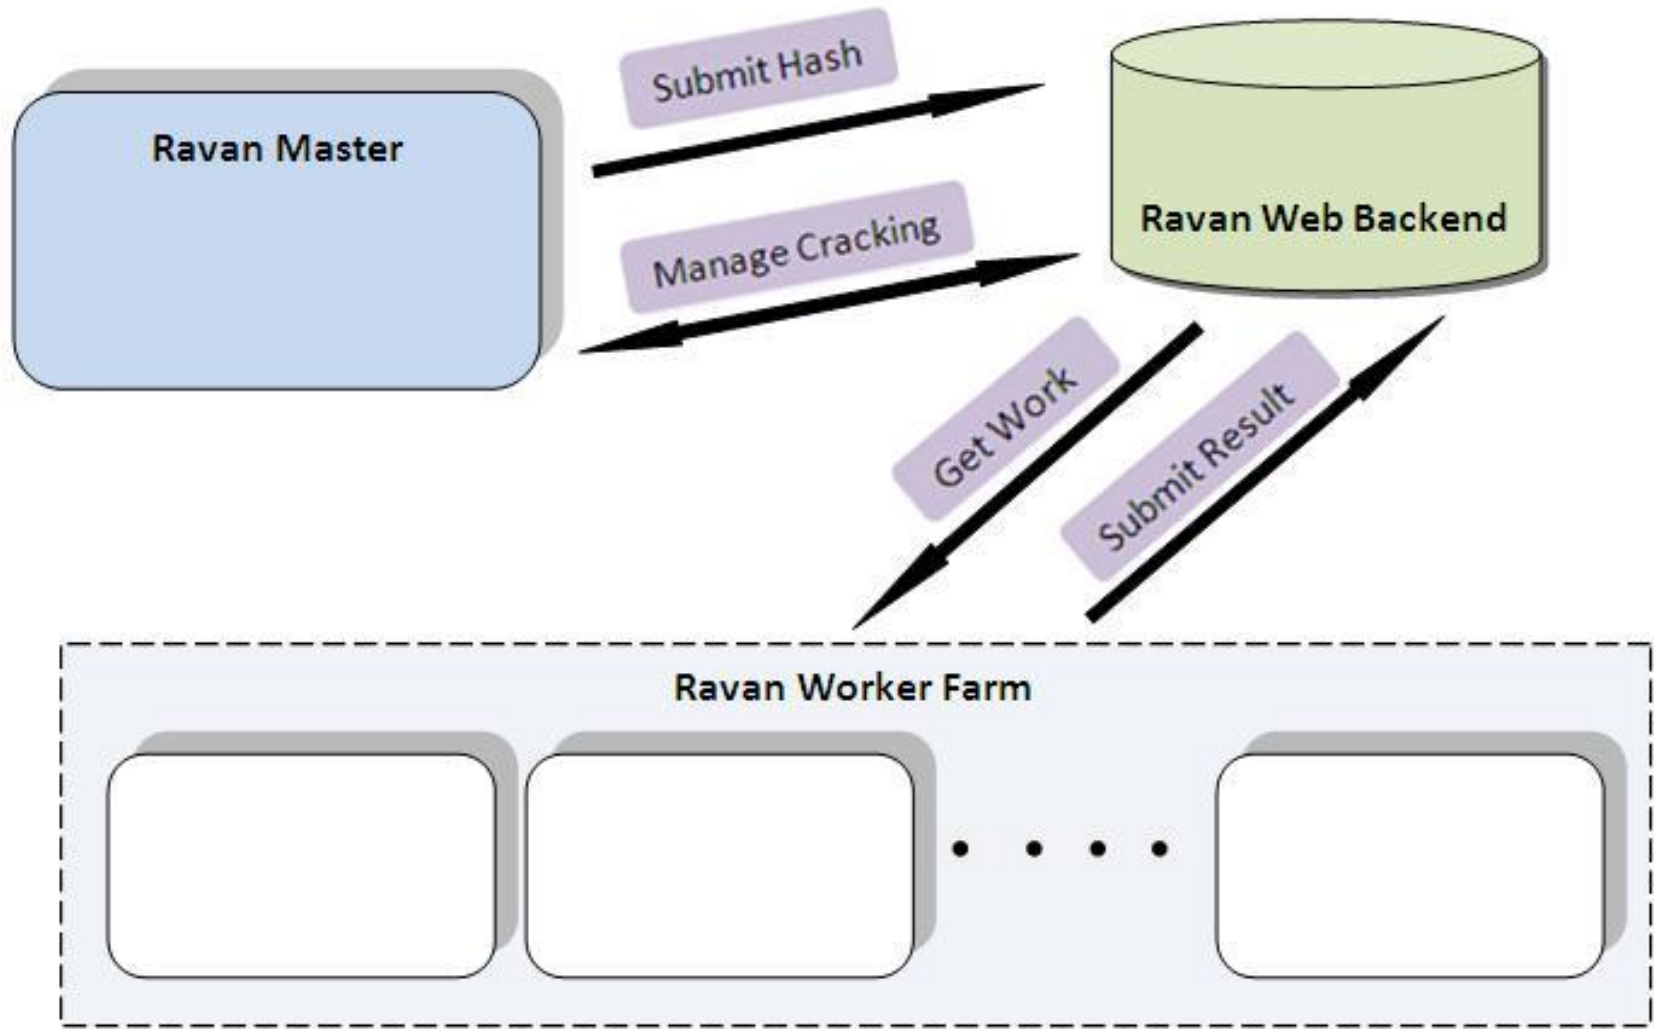 Ravan Master
Submit Hash
Manage Cracking
Ravan Web Backend
Get Work
Submit Result
Ravan Worker Farm